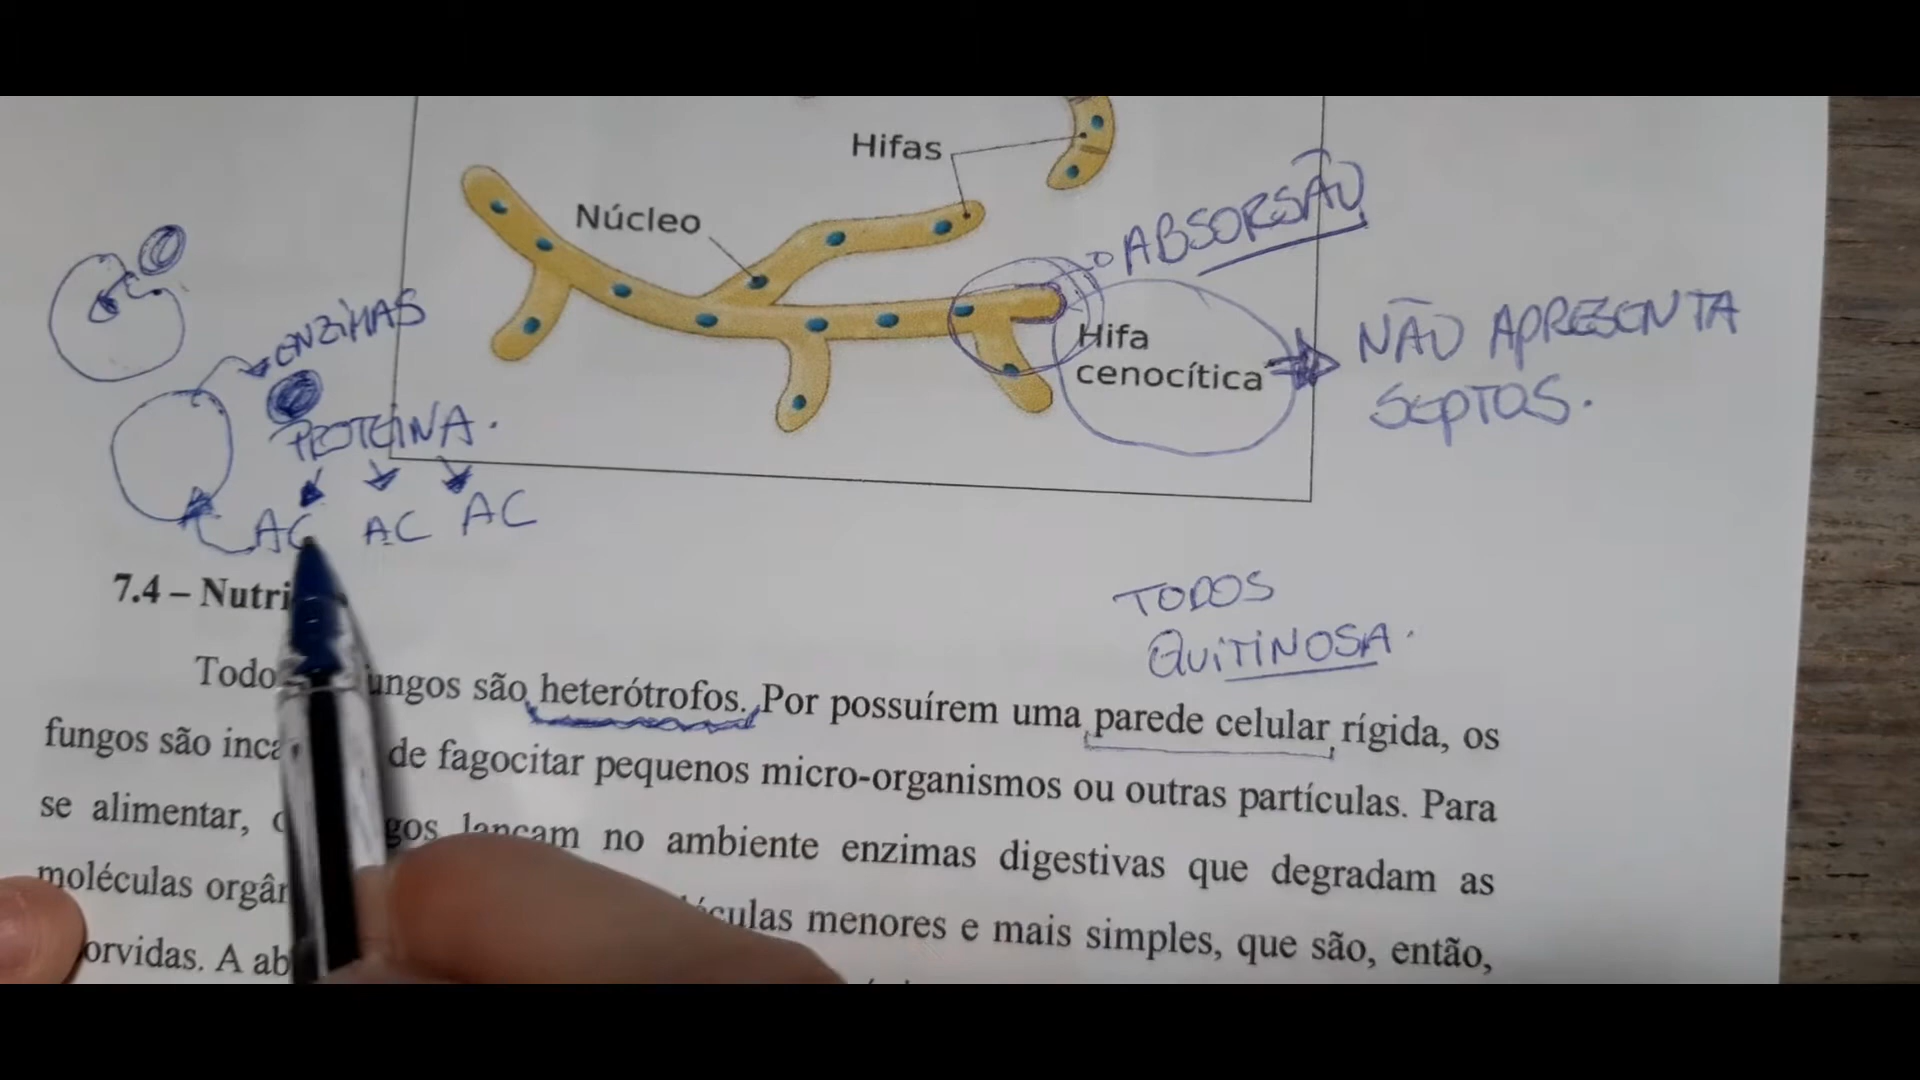 Hifas
Núcleo
ABSORSÃO
ENZIMAS
Hifa
cenocítica
NÃO APRESENTA
SEPTOS.
PROTEINA.
AC AC AC
7.4 – Nutri
TODOS
QUITINOSA.
Todo ungos são heterótrofos. Por possuírem uma parede celular rígida, os
fungos são inca de fagocitar pequenos micro-organismos ou outras partículas. Para
se alimentar, gos lançam no ambiente enzimas digestivas que degradam as
moléculas orgân culas menores e mais simples, que são, então,
orvidas. A ab